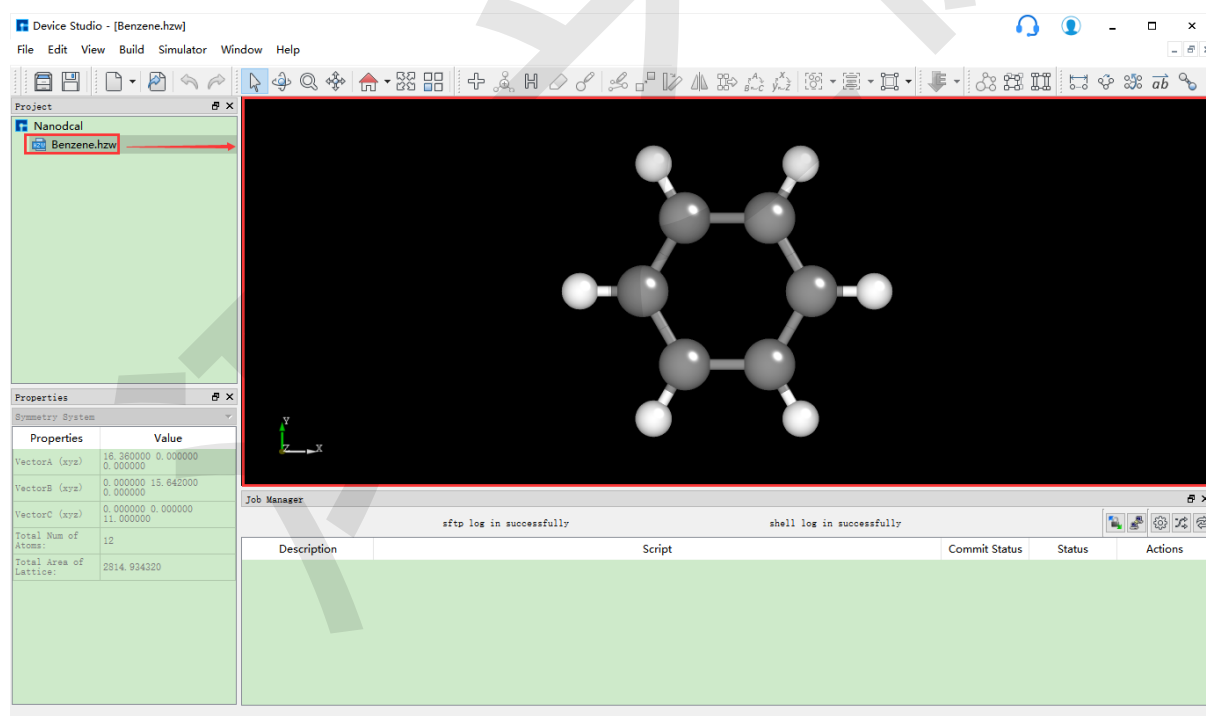 Device Studio - [Benzene.hzw]
File Edit View Build Simulator Window Help
Project
Nanodcal
Benzene.hzw
Y
Z X
Properties
Symmetry System
Properties Value
VectorA (xyz) 16.360000 0.000000
0.000000
VectorB (xyz) 0.000000 15.642000
0.000000
VectorC (xyz) 0.000000 0.000000
11.000000
Total Num of
Atoms: 12
Total Area of
Lattice: 2814.934320
Job Manager
sftp log in successfully shell log in successfully
Description Script Commit Status Status Actions